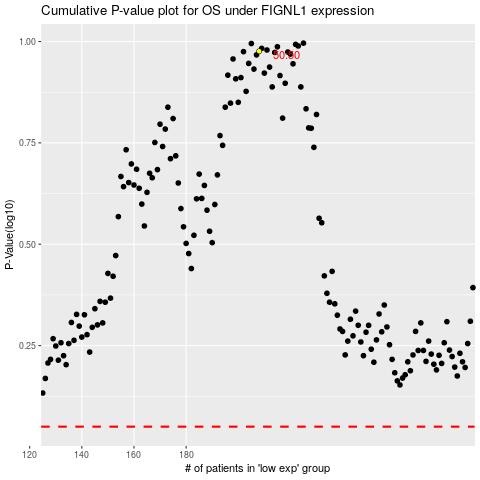 Cumulative P-value plot for OS under FIGNL1 expression
1.00
50:50
0.75
P-Value(log10)
0.50
0.25
120 140 160 180
# of patients in 'low exp' group